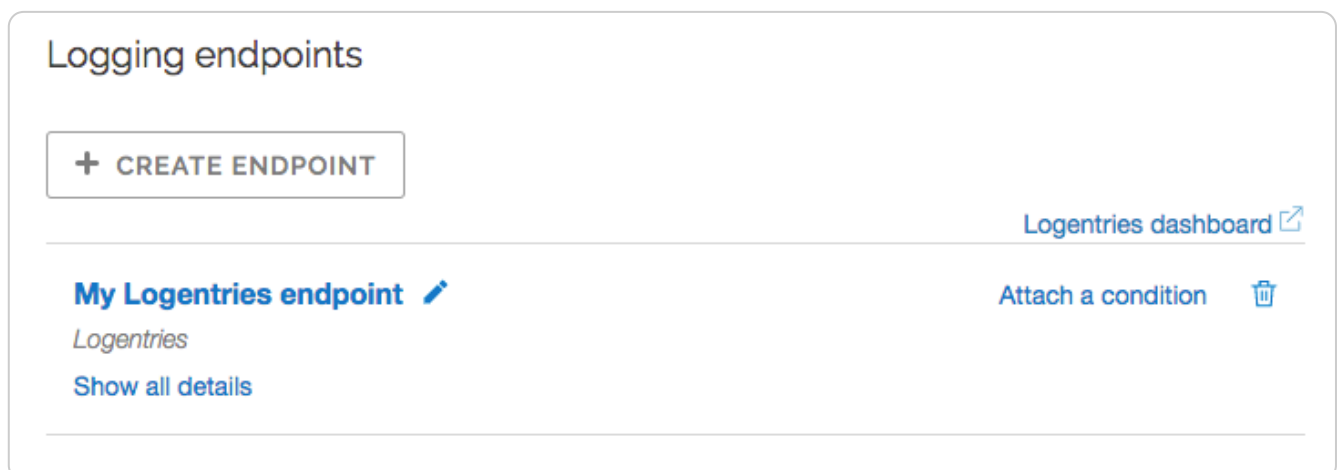 Logging endpoints
+ CREATE ENDPOINT
Logentries dashboard
My Logentries endpoint
Attach a condition
Logentries
Show all details